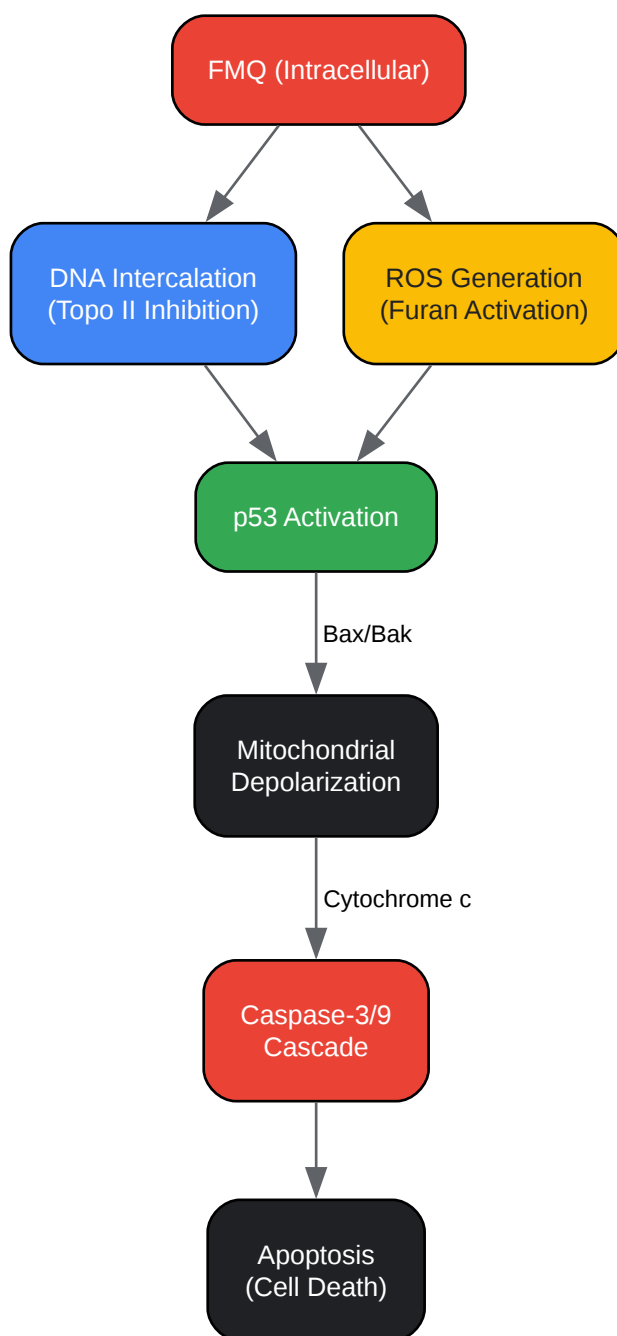 FMQ (Intracellular)
DNA Intercalation
(Topo II Inhibition)
ROS Generation
(Furan Activation)
p53 Activation
Bax/Bak
Mitochondrial
Depolarization
Cytochrome c
Caspase-3/9
Cascade
Apoptosis
(Cell Death)